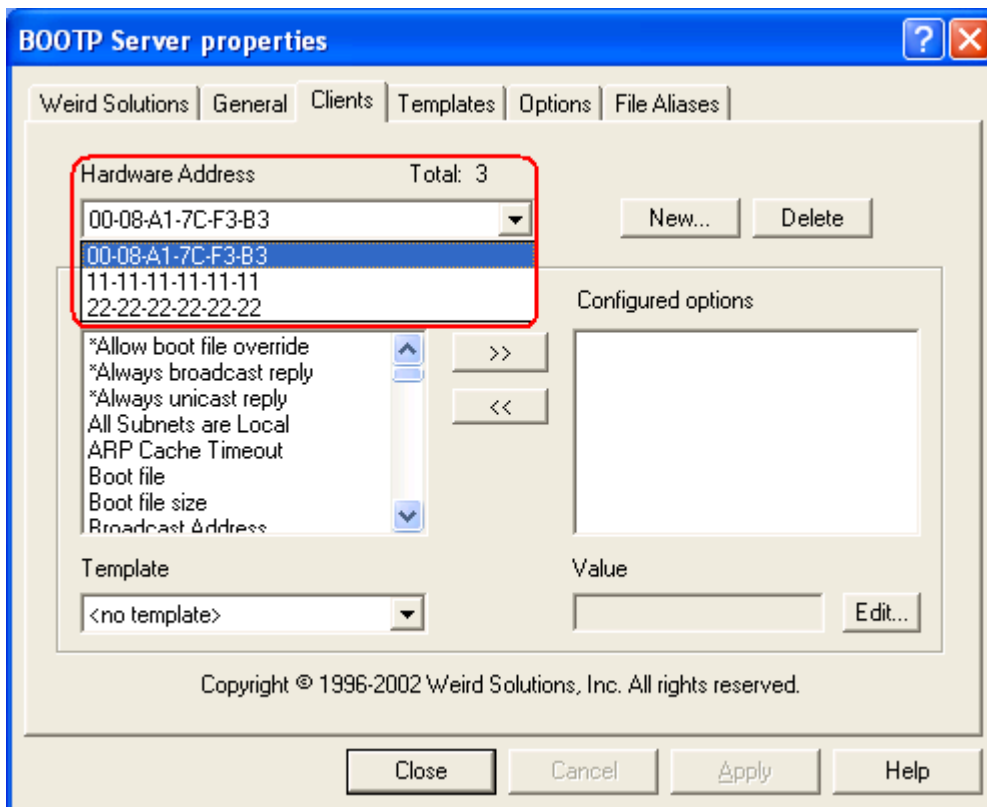 BOOTP Server properties
Weird Solutions General Clients Templates Options File Aliases
Hardware Address Total: 3
00-08-A1-7C-F3-B3
New... Delete
00-08-A1-7C-F3-B3
11-11-11-11-11-11
22-22-22-22-22-22
Configured options
*Allow boot file override
*Always broadcast reply
*Always unicast reply
All Subnets are Local
ARP Cache Timeout
Boot file
Boot file size
Broadcast Address
>>
<<
Template
<no template>
Value
Edit...
Copyright © 1996-2002 Weird Solutions, Inc. All rights reserved.
Close Cancel Apply Help